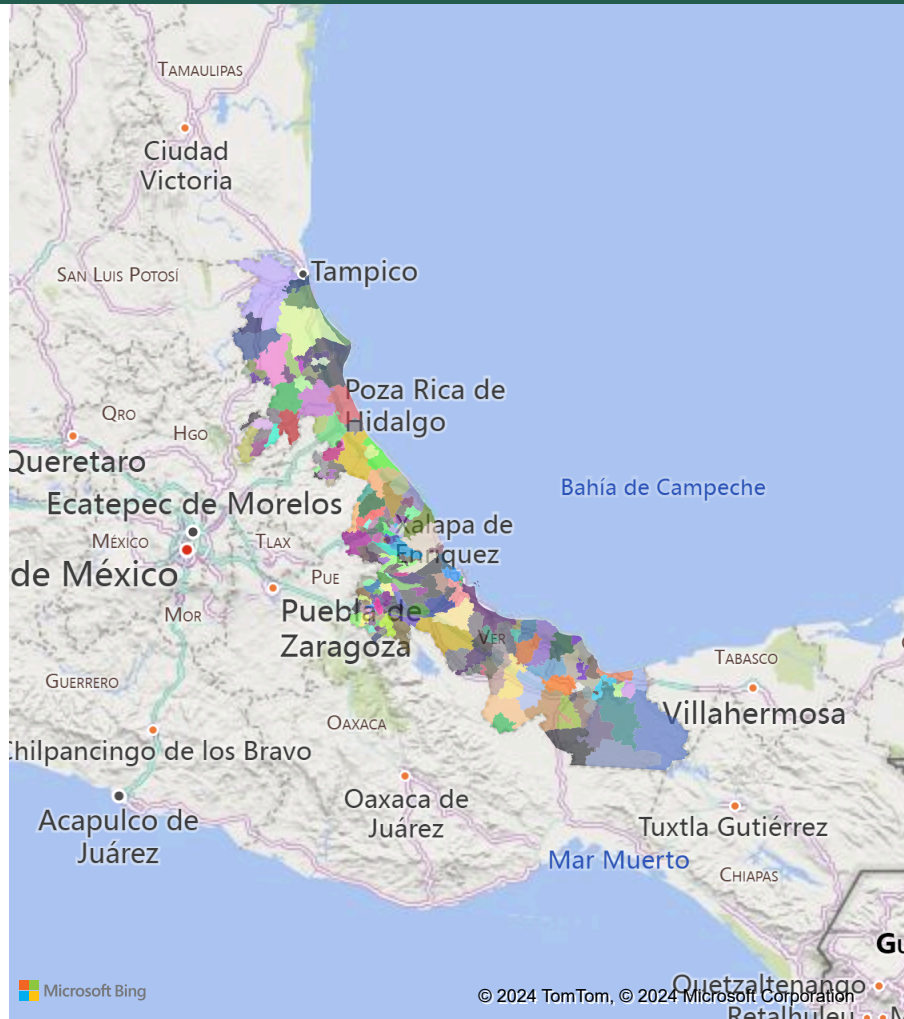 TAMAULIPAS
Ciudad
Victoria
SAN LUIS POTOSÍ
Tampico
Poza Rica de
Hidalgo
QRO
HGO
Queretaro
Bahía de Campeche
Ecatepec de Morelos
Xalapa de
Enríquez
MÉXICO
TLAX
de México
PUE
MOR
Puebla de
Zaragoza
VER
TABASCO
GUERRERO
Villahermosa
OAXACA
Chilpancingo de los Bravo
Oaxaca de
Juárez
Acapulco de
Juárez
Tuxtla Gutiérrez
Mar Muerto
CHIAPAS
Gu
Quetzaltenango
Microsoft Bing
© 2024 TomTom, © 2024 Microsoft Corporation
Retalhuleu